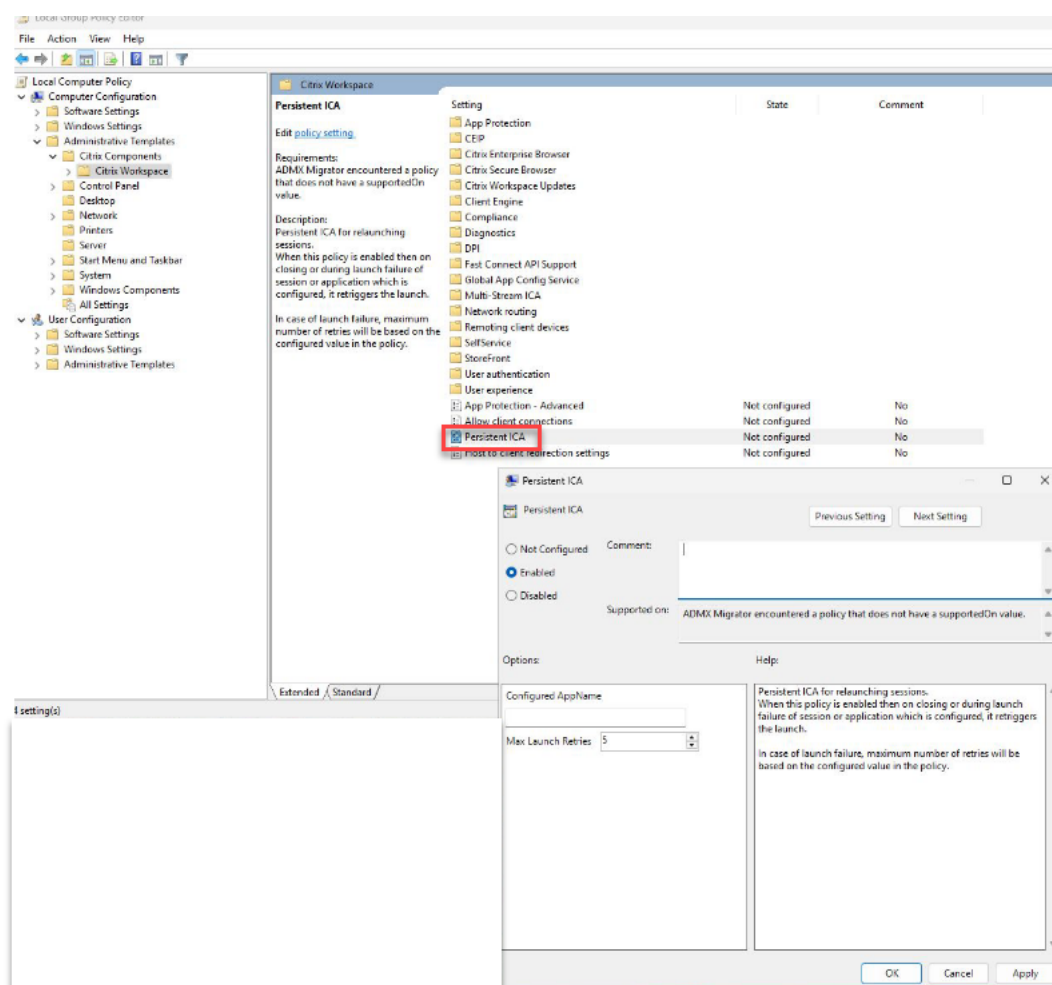 Local Group Policy Editor
File Action View Help
Local Computer Policy
Computer Configuration
Software Settings
Windows Settings
Administrative Templates
Citrix Components
Citrix Workspace
Control Panel
Desktop
Network
Printers
Server
Start Menu and Taskbar
System
Windows Components
All Settings
User Configuration
Software Settings
Windows Settings
Administrative Templates
Citrix Workspace
Persistent ICA
Edit policy setting
Requirements:
ADMX Migrator encountered a policy
that does not have a supportedOn
value.
Description:
Persistent ICA for relaunching
sessions.
When this policy is enabled then on
closing or during launch failure of
session or application which is
configured, it retriggers the launch.
In case of launch failure, maximum
number of retries will be based on the
configured value in the policy.
Setting State Comment
App Protection
CEIP
Citrix Enterprise Browser
Citrix Secure Browser
Citrix Workspace Updates
Client Engine
Compliance
Diagnostics
DPI
Fast Connect API Support
Global App Config Service
Multi-Stream ICA
Network routing
Remoting client devices
SelfService
StoreFront
User authentication
User experience
App Protection - Advanced Not configured No
Allow client connections Not configured No
Persistent ICA Not configured No
Host to client redirection settings Not configured No
Extended Standard
4 setting(s)
Persistent ICA
Persistent ICA
Previous Setting Next Setting
Not Configured Comment:
Enabled
Disabled
Supported on: ADMX Migrator encountered a policy that does not have a supportedOn value.
Options: Help:
Configured AppName
Max Launch Retries 5
Persistent ICA for relaunching sessions.
When this policy is enabled then on closing or during launch
failure of session or application which is configured, it retriggers
the launch.
In case of launch failure, maximum number of retries will be
based on the configured value in the policy.
OK Cancel Apply